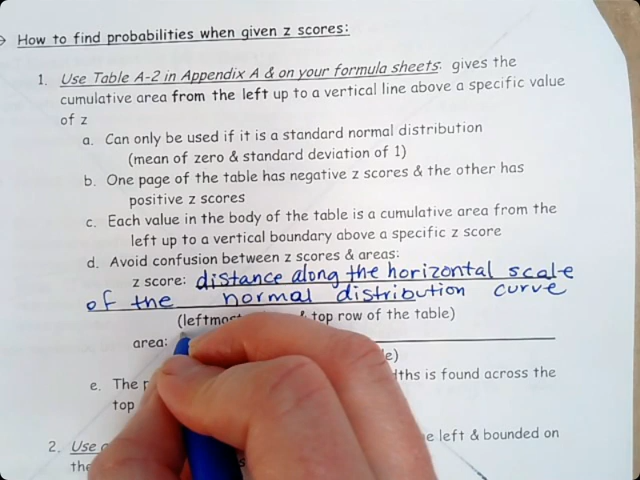 How to find probabilities when given z scores:
1. Use Table A-2 in Appendix A & on your formula sheets: gives the
cumulative area from the left up to a vertical line above a specific value
of z
a. Can only be used if it is a standard normal distribution
(mean of zero & standard deviation of 1)
b. One page of the table has negative z scores & the other has
positive z scores
c. Each value in the body of the table is a cumulative area from the
left up to a vertical boundary above a specific z score
d. Avoid confusion between z scores & areas:
z score: distance along the horizontal scale
of the normal distribution curve
(leftmost & top row of the table)
area:
e. The is found across the
top
2. Use e left & bounded on
the